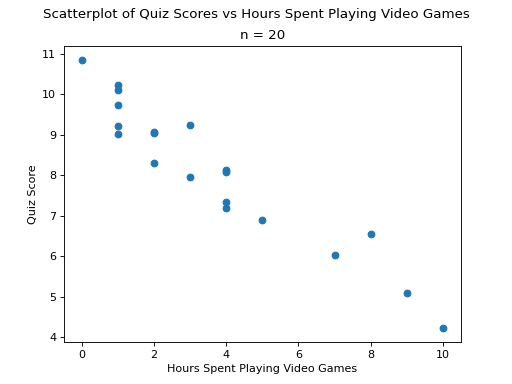 Scatterplot of Quiz Scores vs Hours Spent Playing Video Games
n = 20
11
10
9
8
7
6
5
4
Quiz Score
0 2 4 6 8 10
Hours Spent Playing Video Games